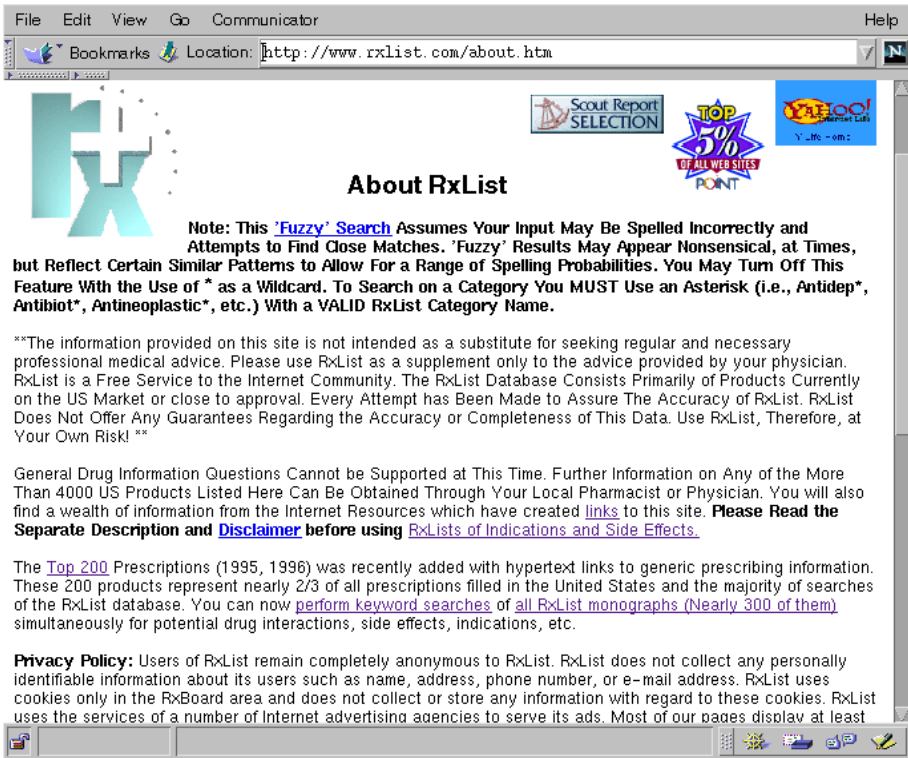 File Edit View Go Communicator Help
Bookmarks Location: http://www.rxlist.com/about.htm
N
rx
Scout Report
SELECTION
TOP
5%
OF ALL WEB SITES
POINT
YAHOO!
Internet Life
About RxList
Note: This 'Fuzzy' Search Assumes Your Input May Be Spelled Incorrectly and
Attempts to Find Close Matches. 'Fuzzy' Results May Appear Nonsensical, at Times,
but Reflect Certain Similar Patterns to Allow For a Range of Spelling Probabilities. You May Turn Off This
Feature With the Use of * as a Wildcard. To Search on a Category You MUST Use an Asterisk (i.e., Antidep*,
Antibiot*, Antineoplastic*, etc.) With a VALID RxList Category Name.
**The information provided on this site is not intended as a substitute for seeking regular and necessary
professional medical advice. Please use RxList as a supplement only to the advice provided by your physician.
RxList is a Free Service to the Internet Community. The RxList Database Consists Primarily of Products Currently
on the US Market or close to approval. Every Attempt has Been Made to Assure The Accuracy of RxList. RxList
Does Not Offer Any Guarantees Regarding the Accuracy or Completeness of This Data. Use RxList, Therefore, at
Your Own Risk! **
General Drug Information Questions Cannot be Supported at This Time. Further Information on Any of the More
Than 4000 US Products Listed Here Can Be Obtained Through Your Local Pharmacist or Physician. You will also
find a wealth of information from the Internet Resources which have created links to this site. Please Read the
Separate Description and Disclaimer before using RxLists of Indications and Side Effects.
The Top 200 Prescriptions (1995, 1996) was recently added with hypertext links to generic prescribing information.
These 200 products represent nearly 2/3 of all prescriptions filled in the United States and the majority of searches
of the RxList database. You can now perform keyword searches of all RxList monographs (Nearly 300 of them)
simultaneously for potential drug interactions, side effects, indications, etc.
Privacy Policy: Users of RxList remain completely anonymous to RxList. RxList does not collect any personally
identifiable information about its users such as name, address, phone number, or e-mail address. RxList uses
cookies only in the RxBoard area and does not collect or store any information with regard to these cookies. RxList
uses the services of a number of Internet advertising agencies to serve its ads. Most of our pages display at least